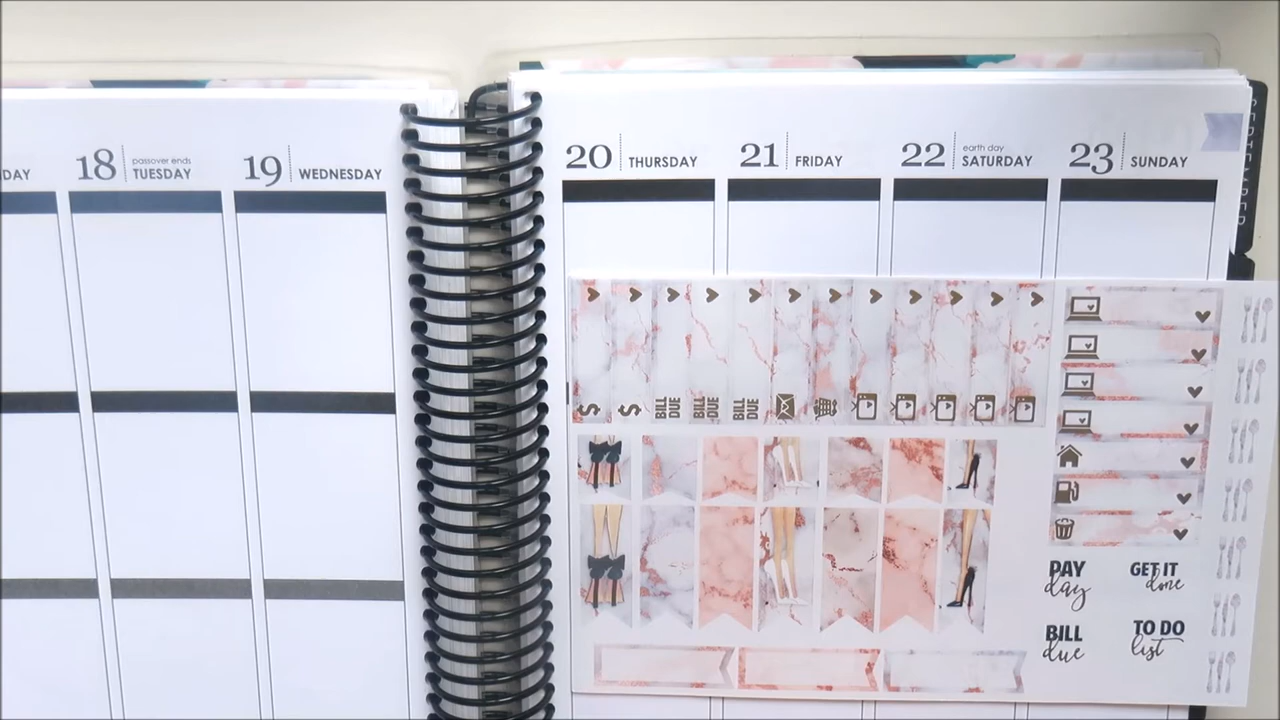 DAY
18 passover ends TUESDAY
19 WEDNESDAY
20 THURSDAY
21 FRIDAY
22 earth day SATURDAY
23 SUNDAY
SEPTEMBER
$ $ BILL DUE BILL DUE BILL DUE
PAY day
GET IT done
BILL due
TO DO list